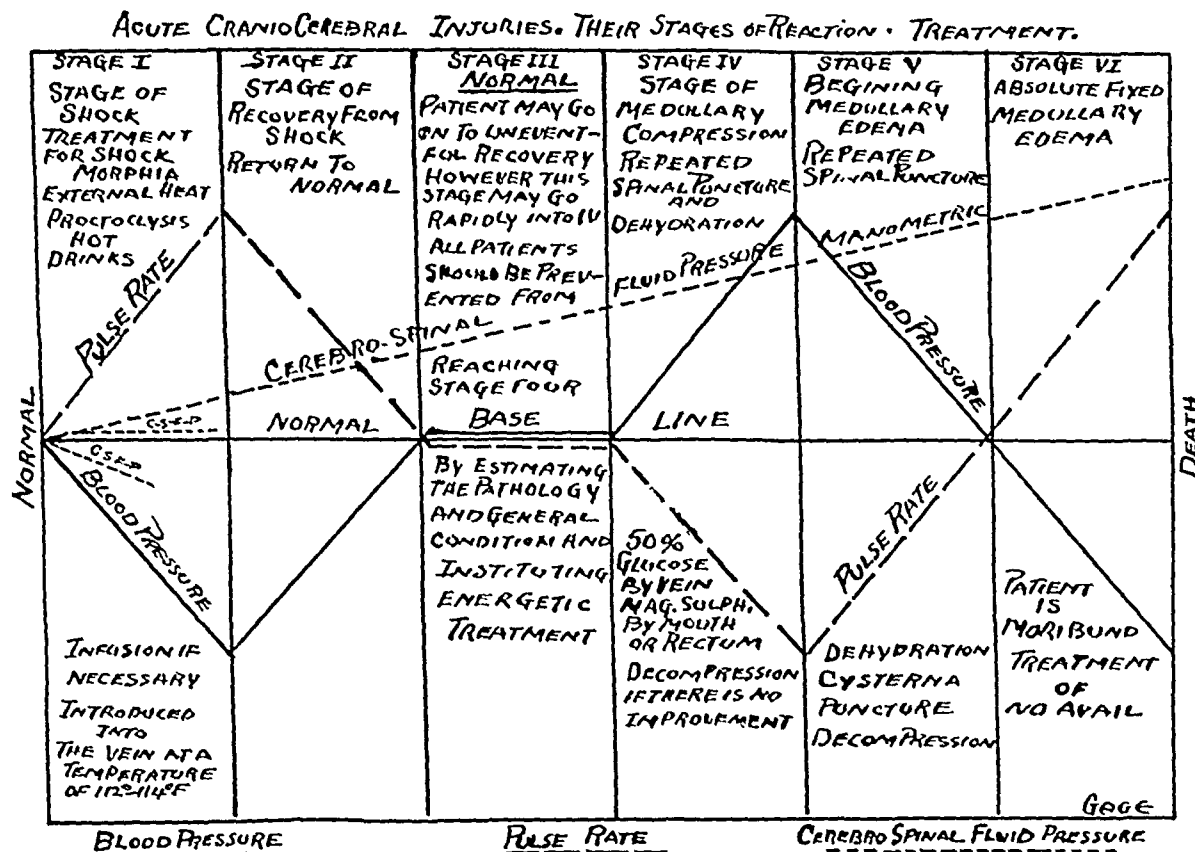 ACUTE CRANIOCEREBRAL INJURIES. THEIR STAGES OF REACTION. TREATMENT.
STAGE I
STAGE OF
SHOCK
TREATMENT
FOR SHOCK
MORPHIA
EXTERNAL HEAT
PROCTOCLYSIS
HOT
DRINKS
PULSE RATE
STAGE II
STAGE OF
RECOVERY FROM
SHOCK
RETURN TO
NORMAL
STAGE III
NORMAL
PATIENT MAY GO
ON TO UNEVENT-
FUL RECOVERY
HOWEVER THIS
STAGE MAY GO
RAPIDLY INTO IV
ALL PATIENTS
SHOULD BE PREV-
ENTED FROM
REACHING
STAGE FOUR
STAGE IV
STAGE OF
MEDULLARY
COMPRESSION
REPEATED
SPINAL PUNCTURE
AND
DEHYDRATION
STAGE V
BEGINING
MEDULLARY
EDEMA
REPEATED
SPINAL PUNCTURE
STAGE VI
ABSOLUTE FIXED
MEDULLARY
EDEMA
CEREBRO-SPINAL FLUID PRESSURE MANOMETRIC
BLOOD PRESSURE
NORMAL
NORMAL BASE LINE
DEATH
C-S-F-P
C-S-F-P
BLOOD PRESSURE
INFUSION IF
NECESSARY
INTRODUCED
INTO
THE VEIN AT A
TEMPERATURE
OF 112°-114°F
BY ESTIMATING
THE PATHOLOGY
AND GENERAL
CONDITION AND
INSTITUTING
ENERGETIC
TREATMENT
50%
GLUCOSE
BY VEIN
MAG. SULPH.
BY MOUTH
OR RECTUM
DECOMPRESSION
IF THERE IS NO
IMPROVEMENT
PULSE RATE
DEHYDRATION
CYSTERNA
PUNCTURE
DECOMPRESSION
PATIENT
IS
MORIBUND
TREATMENT
OF
NO AVAIL
GAGE
BLOOD PRESSURE
PULSE RATE
CEREBRO SPINAL FLUID PRESSURE